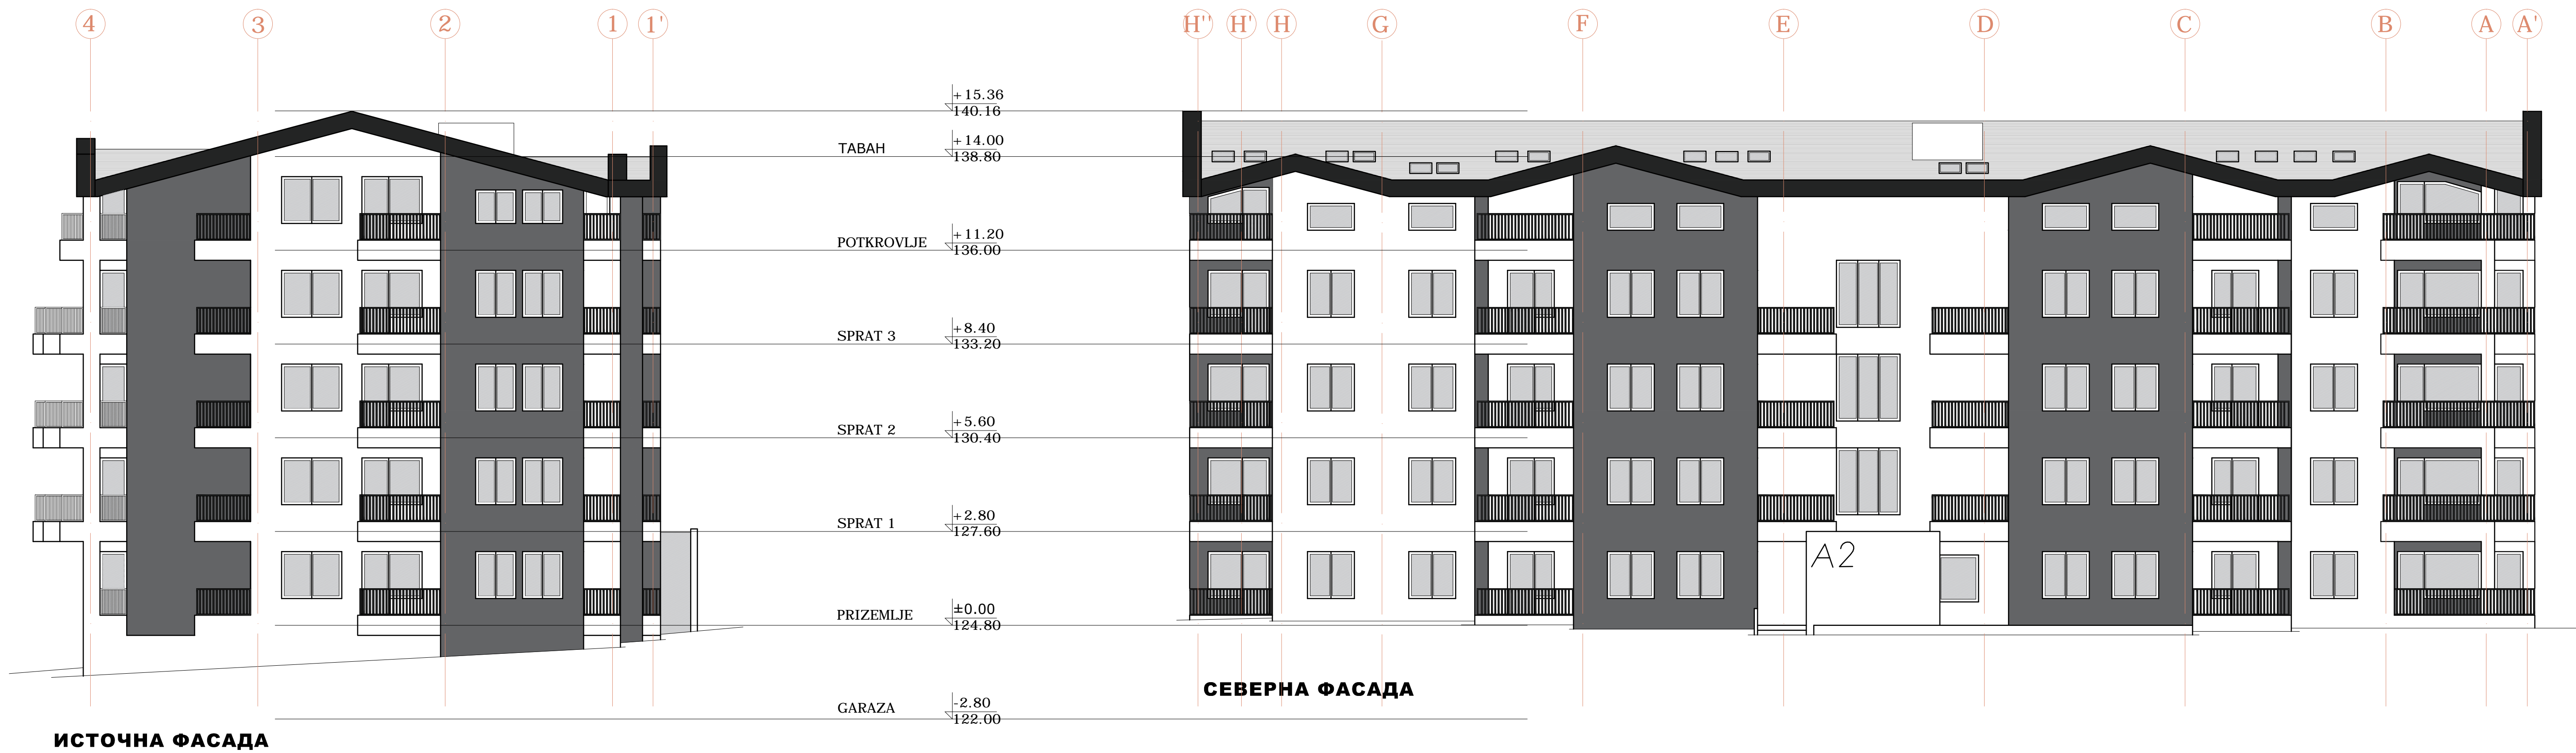 4 3 2 1 1' H'' H' H G F E D C B A A'
+15.36
140.16
TABAH
+14.00
138.80
POTKROVLJE
+11.20
136.00
SPRAT 3
+8.40
133.20
SPRAT 2
+5.60
130.40
SPRAT 1
+2.80
127.60
A2
PRIZEMLJE
±0.00
124.80
СЕВЕРНА ФАСАДА
GARAZA
-2.80
122.00
ИСТОЧНА ФАСАДА